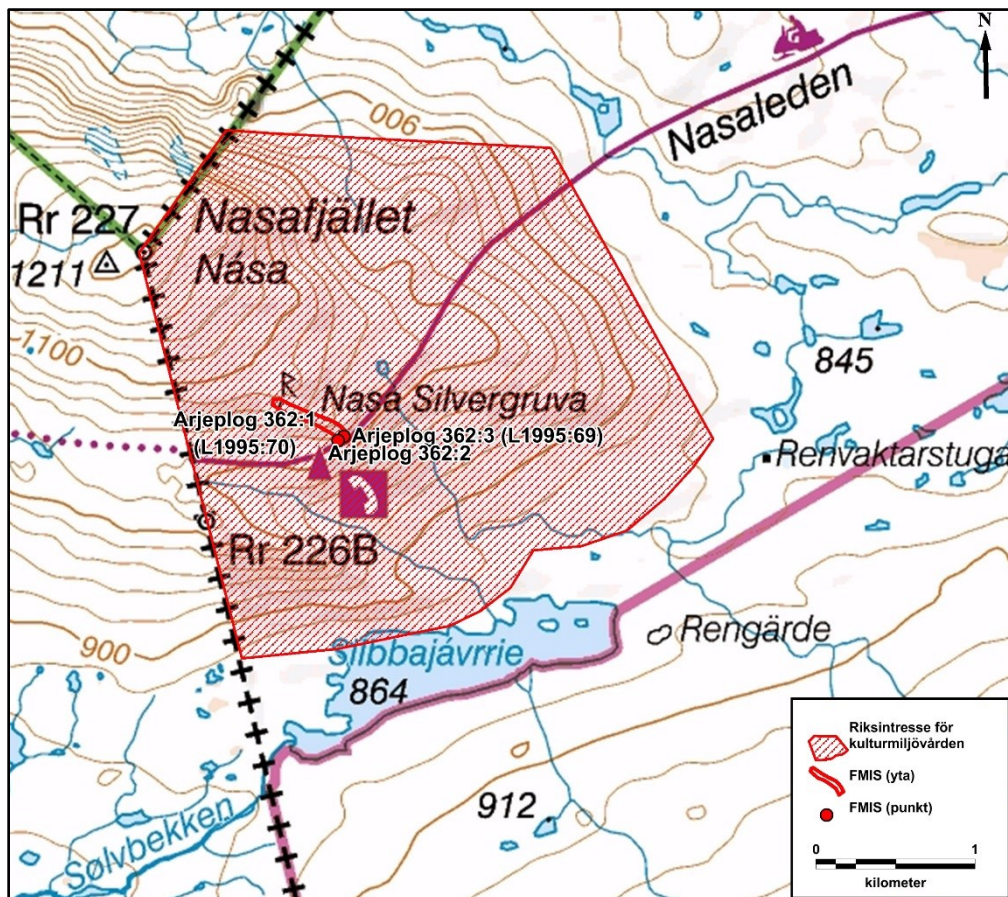 N
006
Nasaleden
Rr 227
1211
Nasafjället
Nása
1100
845
R
Nasa Silvergruva
Arjeplog 362:1
(L1995:70)
Arjeplog 362:3 (L1995:69)
Arjeplog 362:2
Renvaktarstuga
Rr 226B
Rengärde
900
Silbbajávrrie
864
912
Sølvbekken
Riksintresse för
kulturmiljövården
FMIS (yta)
FMIS (punkt)
0 1
kilometer